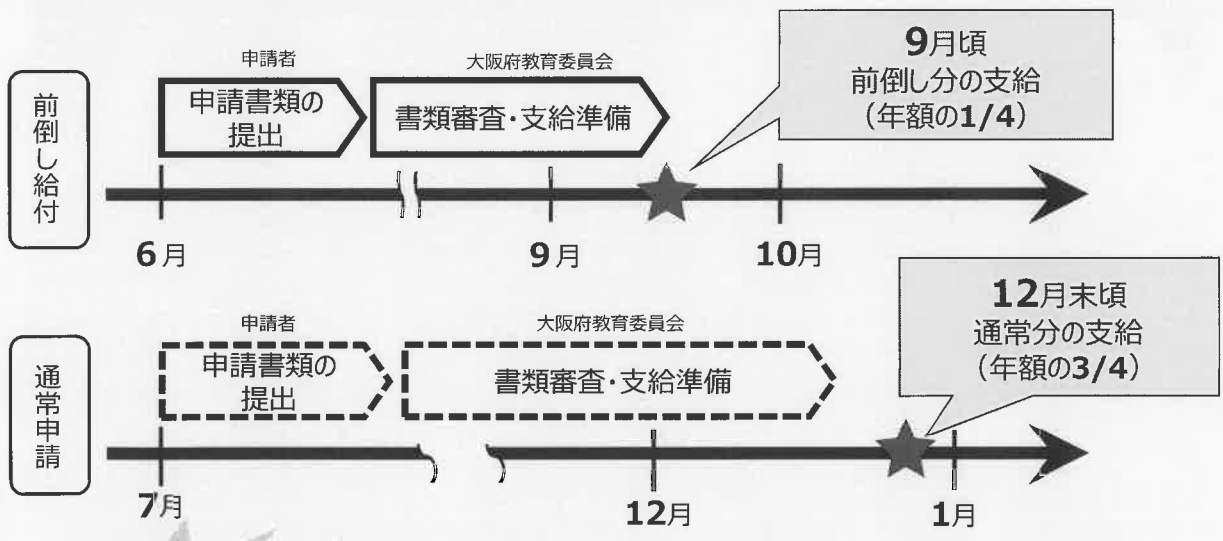 前倒し給付
申請者
申請書類の
提出
大阪府教育委員会
書類審査・支給準備
9月頃
前倒し分の支給
（年額の1/4）
6月
9月
10月
通常申請
申請者
申請書類の
提出
大阪府教育委員会
書類審査・支給準備
12月末頃
通常分の支給
（年額の3/4）
7月
12月
1月